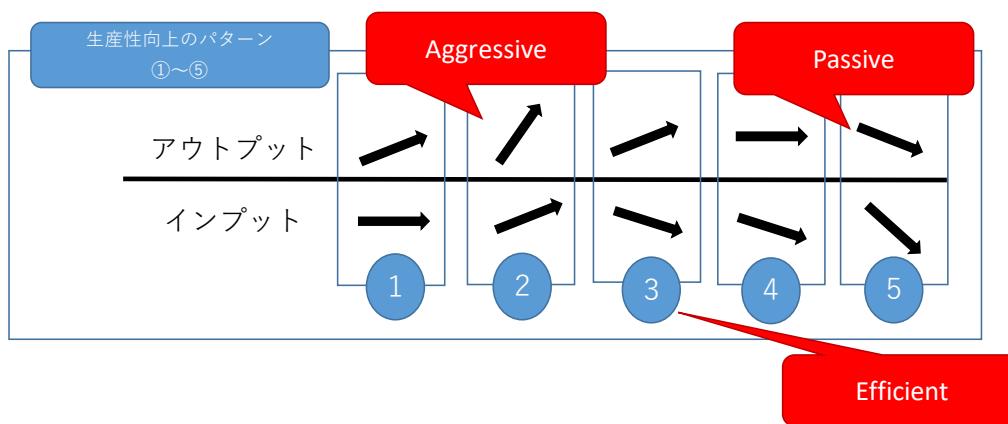 生産性向上のパターン
①～⑤
Aggressive
Passive
アウトプット
インプット
1
2
3
4
5
Efficient